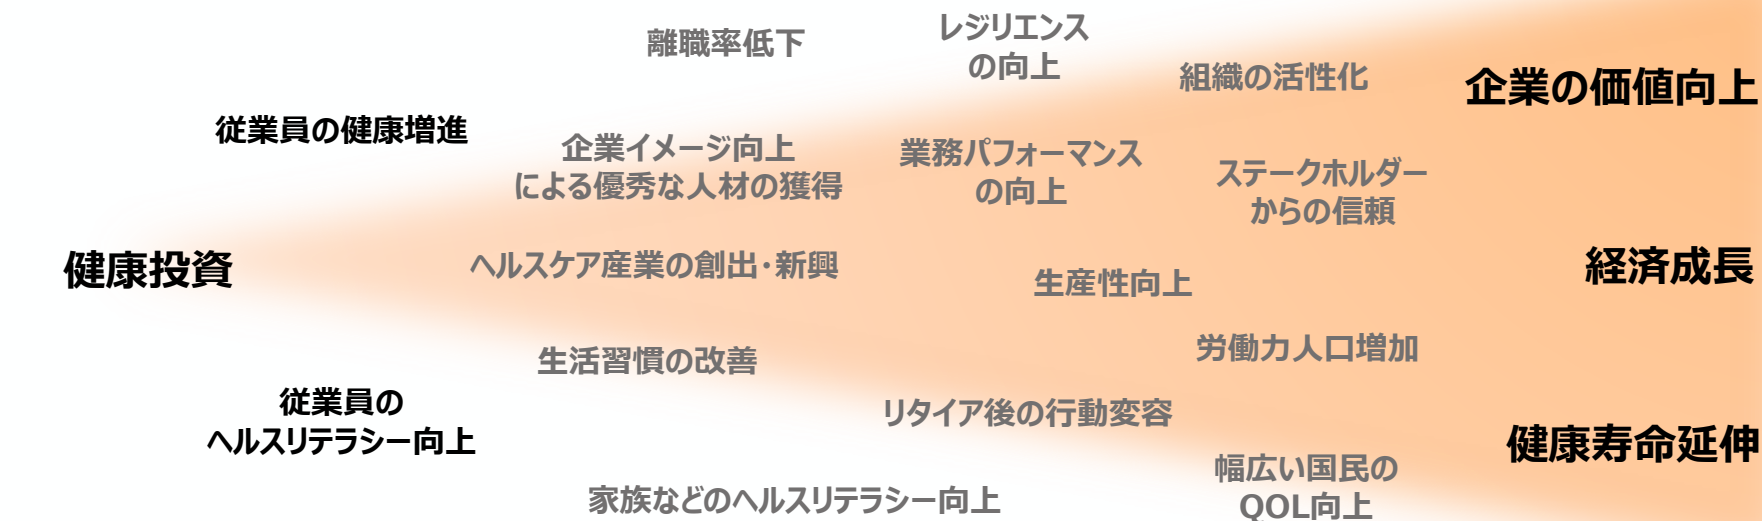 離職率低下
レジリエンス
の向上
組織の活性化
企業の価値向上
従業員の健康増進
企業イメージ向上
による優秀な人材の獲得
業務パフォーマンス
の向上
ステークホルダー
からの信頼
健康投資
ヘルスケア産業の創出・新興
生産性向上
経済成長
生活習慣の改善
労働力人口増加
従業員の
ヘルスリテラシー向上
リタイア後の行動変容
健康寿命延伸
家族などのヘルスリテラシー向上
幅広い国民の
QOL向上